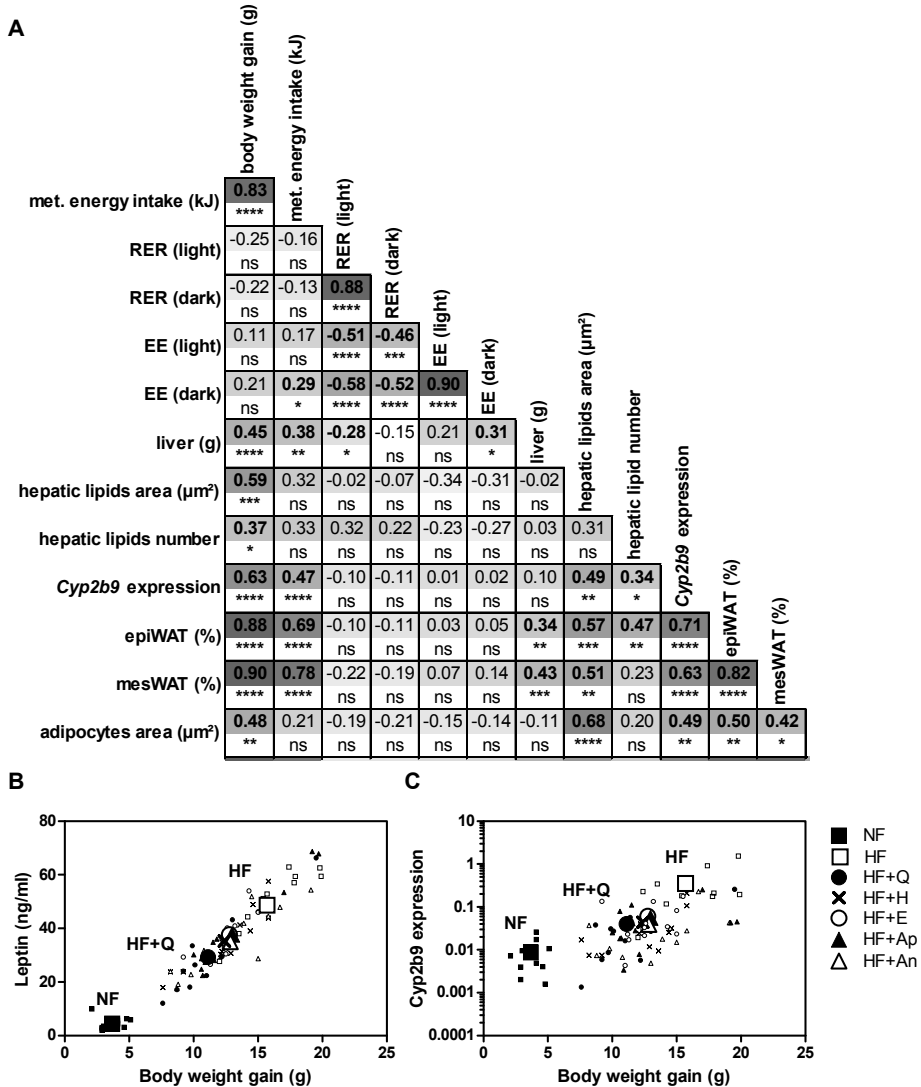 A
body weight gain (g)
met. energy intake (kJ)
RER (light)
RER (dark)
EE (light)
EE (dark)
liver (g)
hepatic lipids area (µm²)
hepatic lipid number
Cyp2b9 expression
epiWAT (%)
mesWAT (%)
met. energy intake (kJ) 0.83
****
RER (light) -0.25 -0.16
ns ns
RER (dark) -0.22 -0.13 0.88
ns ns ****
EE (light) 0.11 0.17 -0.51 -0.46
ns ns **** ***
EE (dark) 0.21 0.29 -0.58 -0.52 0.90
ns * **** **** ****
liver (g) 0.45 0.38 -0.28 -0.15 0.21 0.31
**** ** * ns ns *
hepatic lipids area (µm²) 0.59 0.32 -0.02 -0.07 -0.34 -0.31 -0.02
*** ns ns ns ns ns ns
hepatic lipids number 0.37 0.33 0.32 0.22 -0.23 -0.27 0.03 0.31
* ns ns ns ns ns ns ns
Cyp2b9 expression 0.63 0.47 -0.10 -0.11 0.01 0.02 0.10 0.49 0.34
**** **** ns ns ns ns ns ** *
epiWAT (%) 0.88 0.69 -0.10 -0.11 0.03 0.05 0.34 0.57 0.47 0.71
**** **** ns ns ns ns ** *** ** ****
mesWAT (%) 0.90 0.78 -0.22 -0.19 0.07 0.14 0.43 0.51 0.23 0.63 0.82
**** **** ns ns ns ns *** ** ns **** ****
adipocytes area (µm²) 0.48 0.21 -0.19 -0.21 -0.15 -0.14 -0.11 0.68 0.20 0.49 0.50 0.42
** ns ns ns ns ns ns **** ns ** ** *
B
Leptin (ng/ml)
80
60
40
20
0
HF
HF+Q
NF
0 5 10 15 20 25
Body weight gain (g)
C
Cyp2b9 expression
10
1
0.1
0.01
0.001
0.0001
HF
HF+Q
NF
0 5 10 15 20 25
Body weight gain (g)
NF
HF
HF+Q
HF+H
HF+E
HF+Ap
HF+An